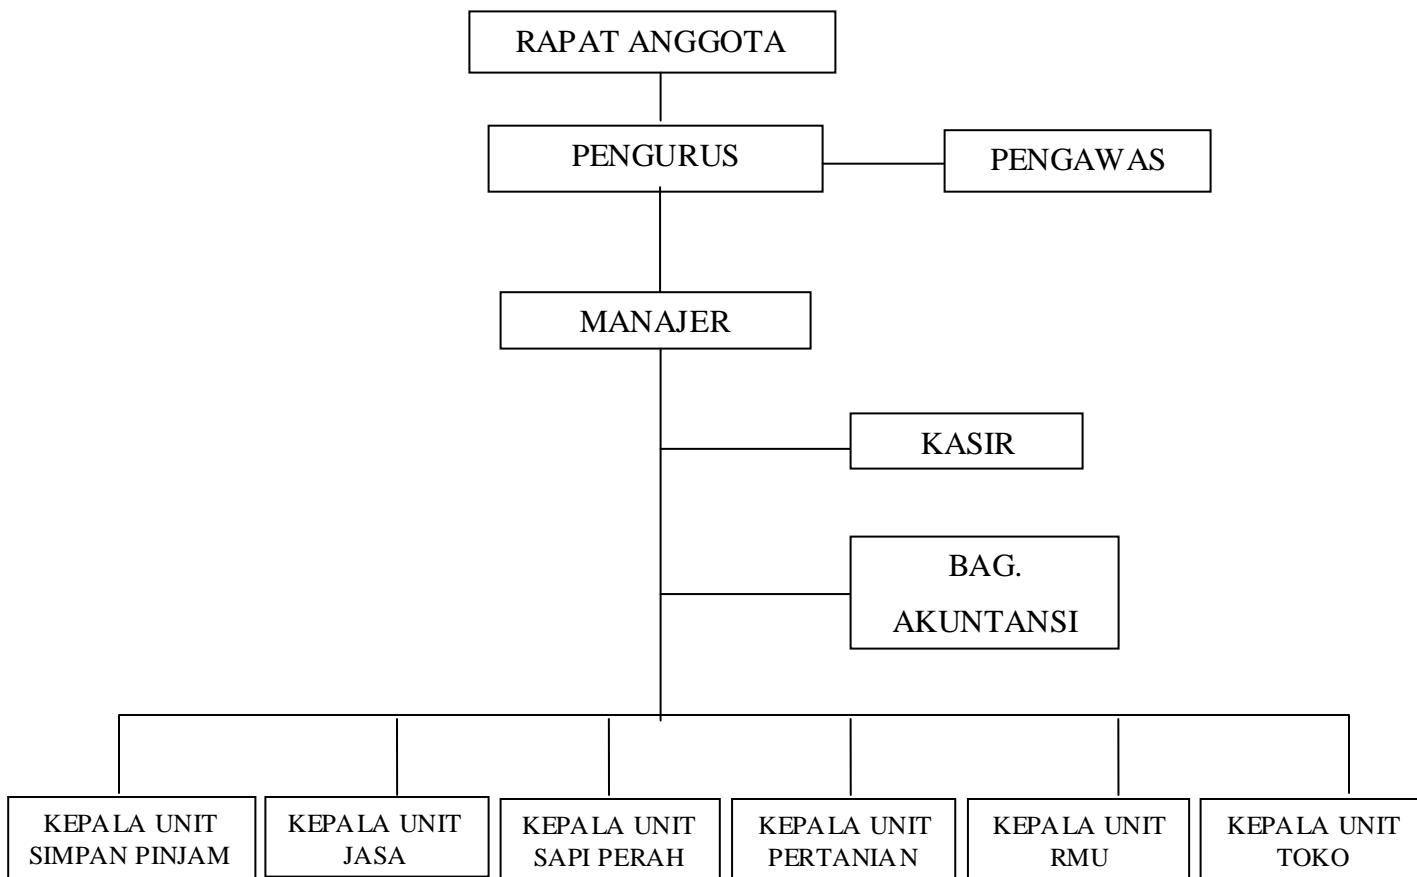 RAPAT ANGGOTA
PENGURUS
PENGAWAS
MANAJER
KASIR
BAG.
AKUNTANSI
KEPALA UNIT
SIMPAN PINJAM
KEPALA UNIT
JASA
KEPALA UNIT
SAPI PERAH
KEPALA UNIT
PERTANIAN
KEPALA UNIT
RMU
KEPALA UNIT
TOKO